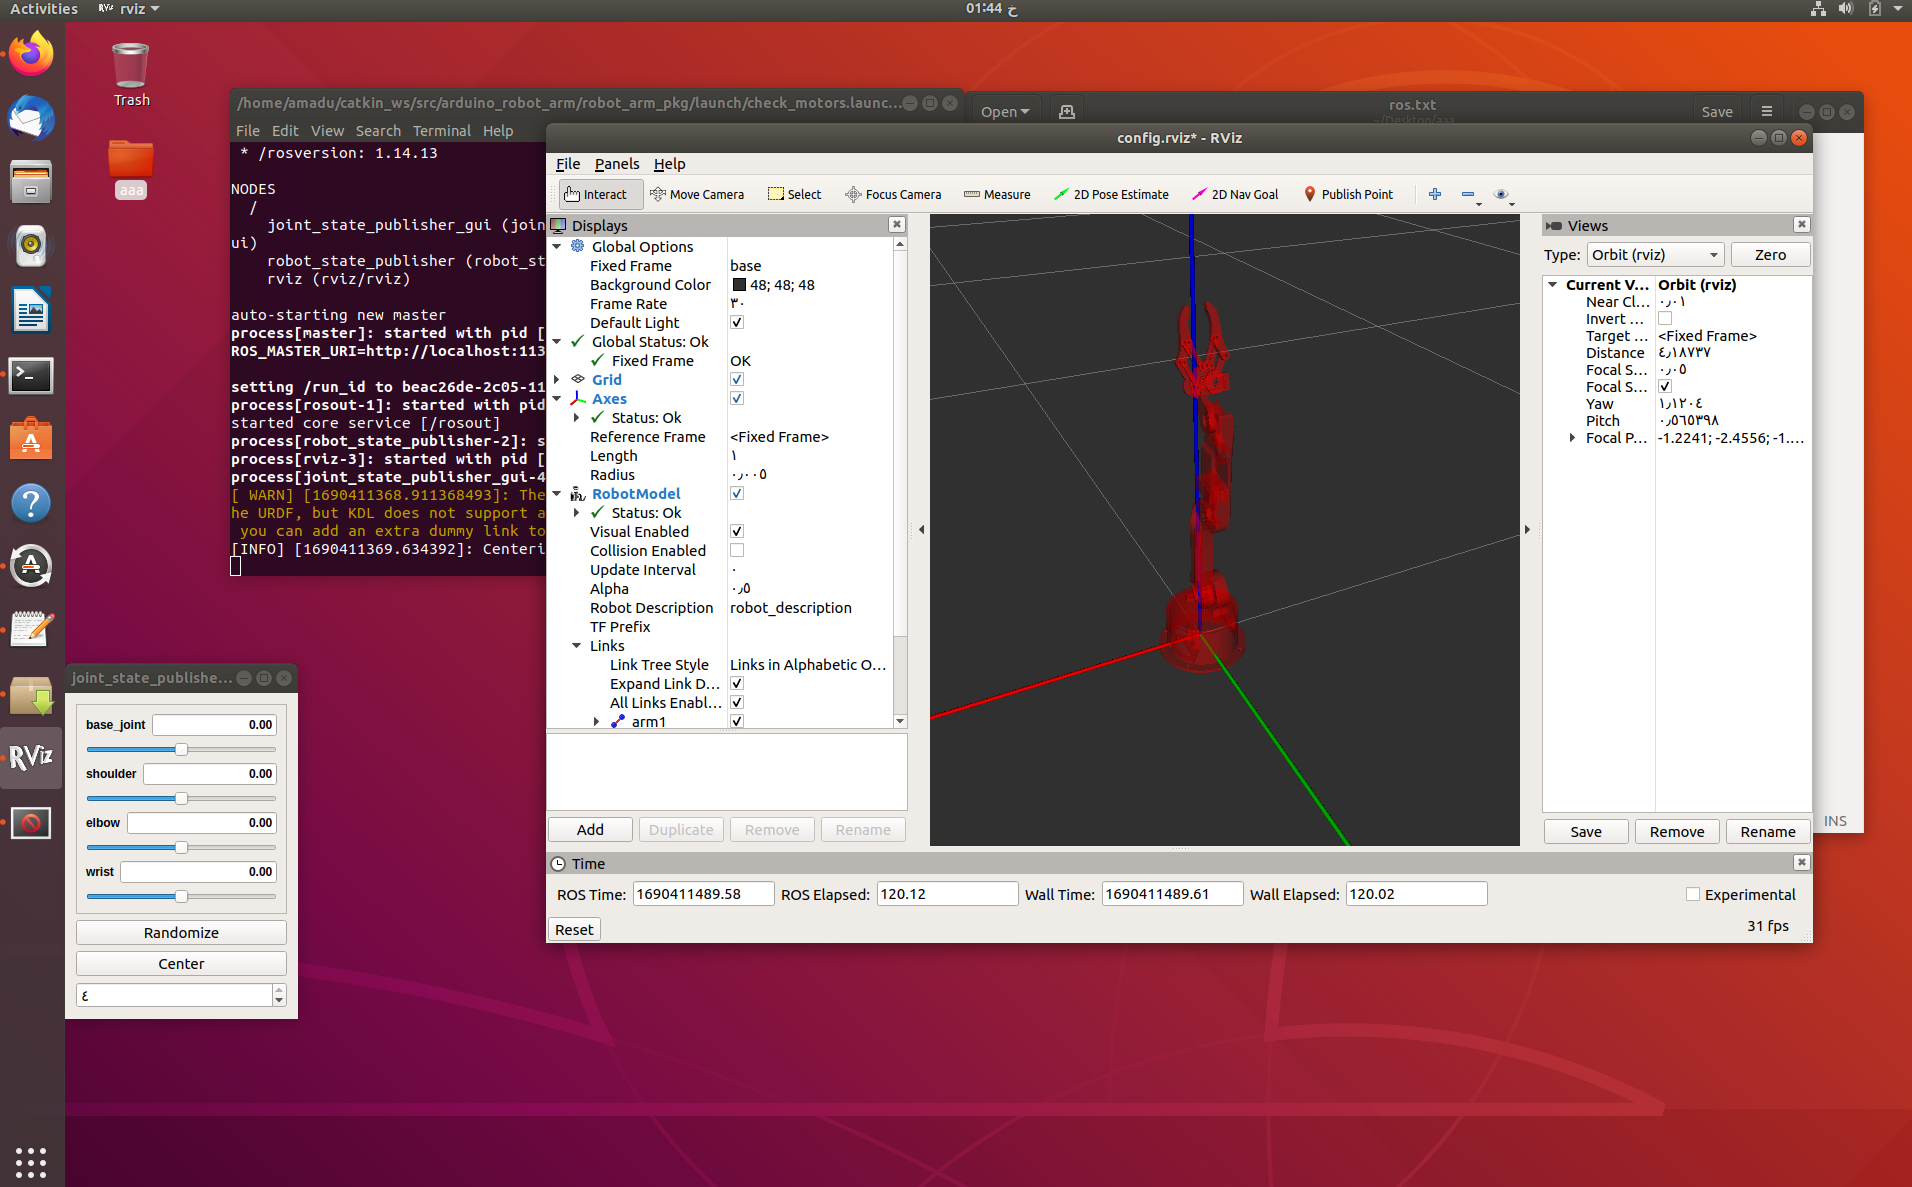 Activities
RViz rviz
01:44 خ
Trash
aaa
/home/amadu/catkin_ws/src/arduino_robot_arm/robot_arm_pkg/launch/check_motors.launc...
File Edit View Search Terminal Help
* /rosversion: 1.14.13
NODES
/
joint_state_publisher_gui (join
ui)
robot_state_publisher (robot_st
rviz (rviz/rviz)
auto-starting new master
process[master]: started with pid [
ROS_MASTER_URI=http://localhost:113
setting /run_id to beac26de-2c05-11
process[rosout-1]: started with pid
started core service [/rosout]
process[robot_state_publisher-2]: s
process[rviz-3]: started with pid [
process[joint_state_publisher_gui-4
[ WARN] [1690411368.911368493]: The
he URDF, but KDL does not support a
you can add an extra dummy link to
[INFO] [1690411369.634392]: Centeri
Open
ros.txt
~/Desktop/aaa
Save
INS
config.rviz* - RViz
File Panels Help
Interact Move Camera Select Focus Camera Measure 2D Pose Estimate 2D Nav Goal Publish Point
Displays
Global Options
Fixed Frame base
Background Color 48; 48; 48
Frame Rate ٣٠
Default Light
Global Status: Ok
Fixed Frame OK
Grid
Axes
Status: Ok
Reference Frame <Fixed Frame>
Length ١
Radius ٠٫٠٠٥
RobotModel
Status: Ok
Visual Enabled
Collision Enabled
Update Interval ٠
Alpha ٠٫٥
Robot Description robot_description
TF Prefix
Links
Link Tree Style Links in Alphabetic O...
Expand Link D...
All Links Enabl...
arm1
Add Duplicate Remove Rename
Views
Type: Orbit (rviz) Zero
Current V... Orbit (rviz)
Near Cl... ٠٫٠١
Invert ...
Target ... <Fixed Frame>
Distance ٤٫١٨٧٣٧
Focal S... ٠٫٠٥
Focal S...
Yaw ١٫١٢٠٤
Pitch ٠٫٥٦٥٣٩٨
Focal P... -1.2241; -2.4556; -1....
Save Remove Rename
Time
ROS Time: 1690411489.58 ROS Elapsed: 120.12 Wall Time: 1690411489.61 Wall Elapsed: 120.02 Experimental
Reset
31 fps
joint_state_publishe...
base_joint 0.00
shoulder 0.00
elbow 0.00
wrist 0.00
Randomize
Center
٤
RViz